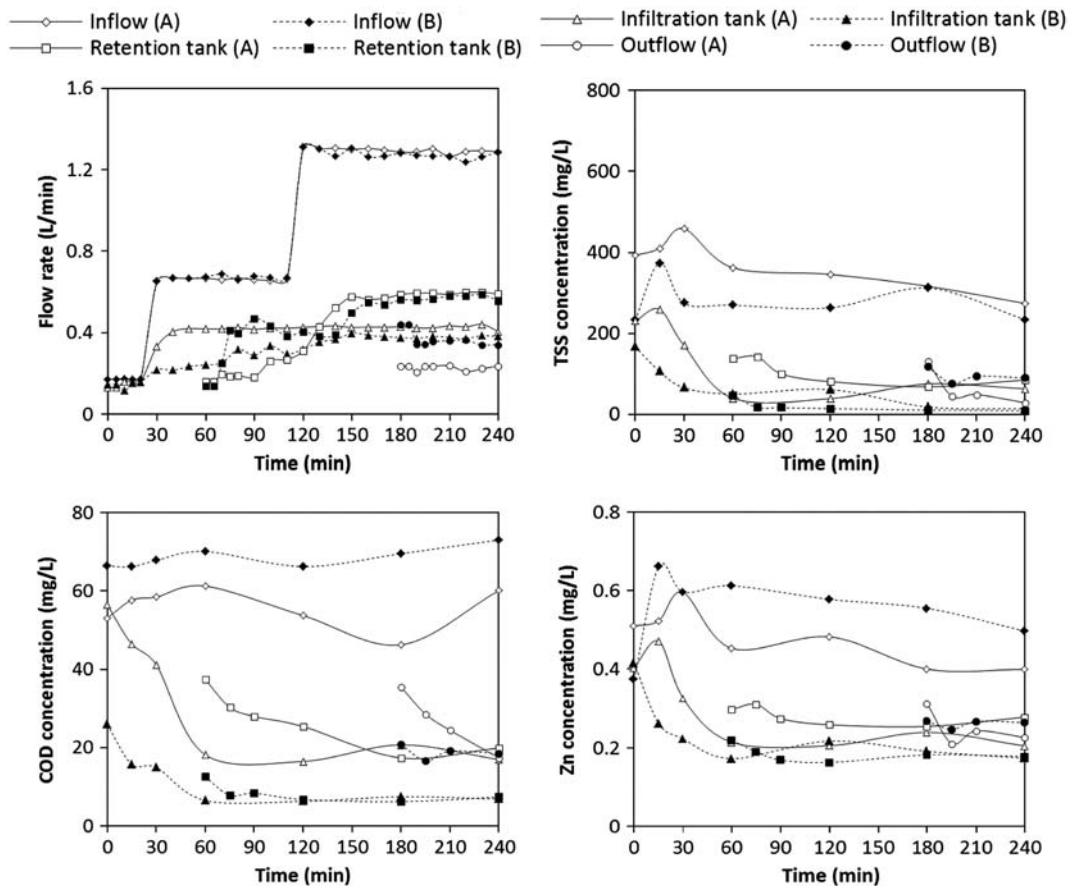 Inflow (A)
Inflow (B)
Infiltration tank (A)
Infiltration tank (B)
Retention tank (A)
Retention tank (B)
Outflow (A)
Outflow (B)
Flow rate (L/min)
1.6
1.2
0.8
0.4
0
0 30 60 90 120 150 180 210 240
Time (min)
TSS concentration (mg/L)
800
600
400
200
0
0 30 60 90 120 150 180 210 240
Time (min)
COD concentration (mg/L)
80
60
40
20
0
0 30 60 90 120 150 180 210 240
Time (min)
Zn concentration (mg/L)
0.8
0.6
0.4
0.2
0
0 30 60 90 120 150 180 210 240
Time (min)